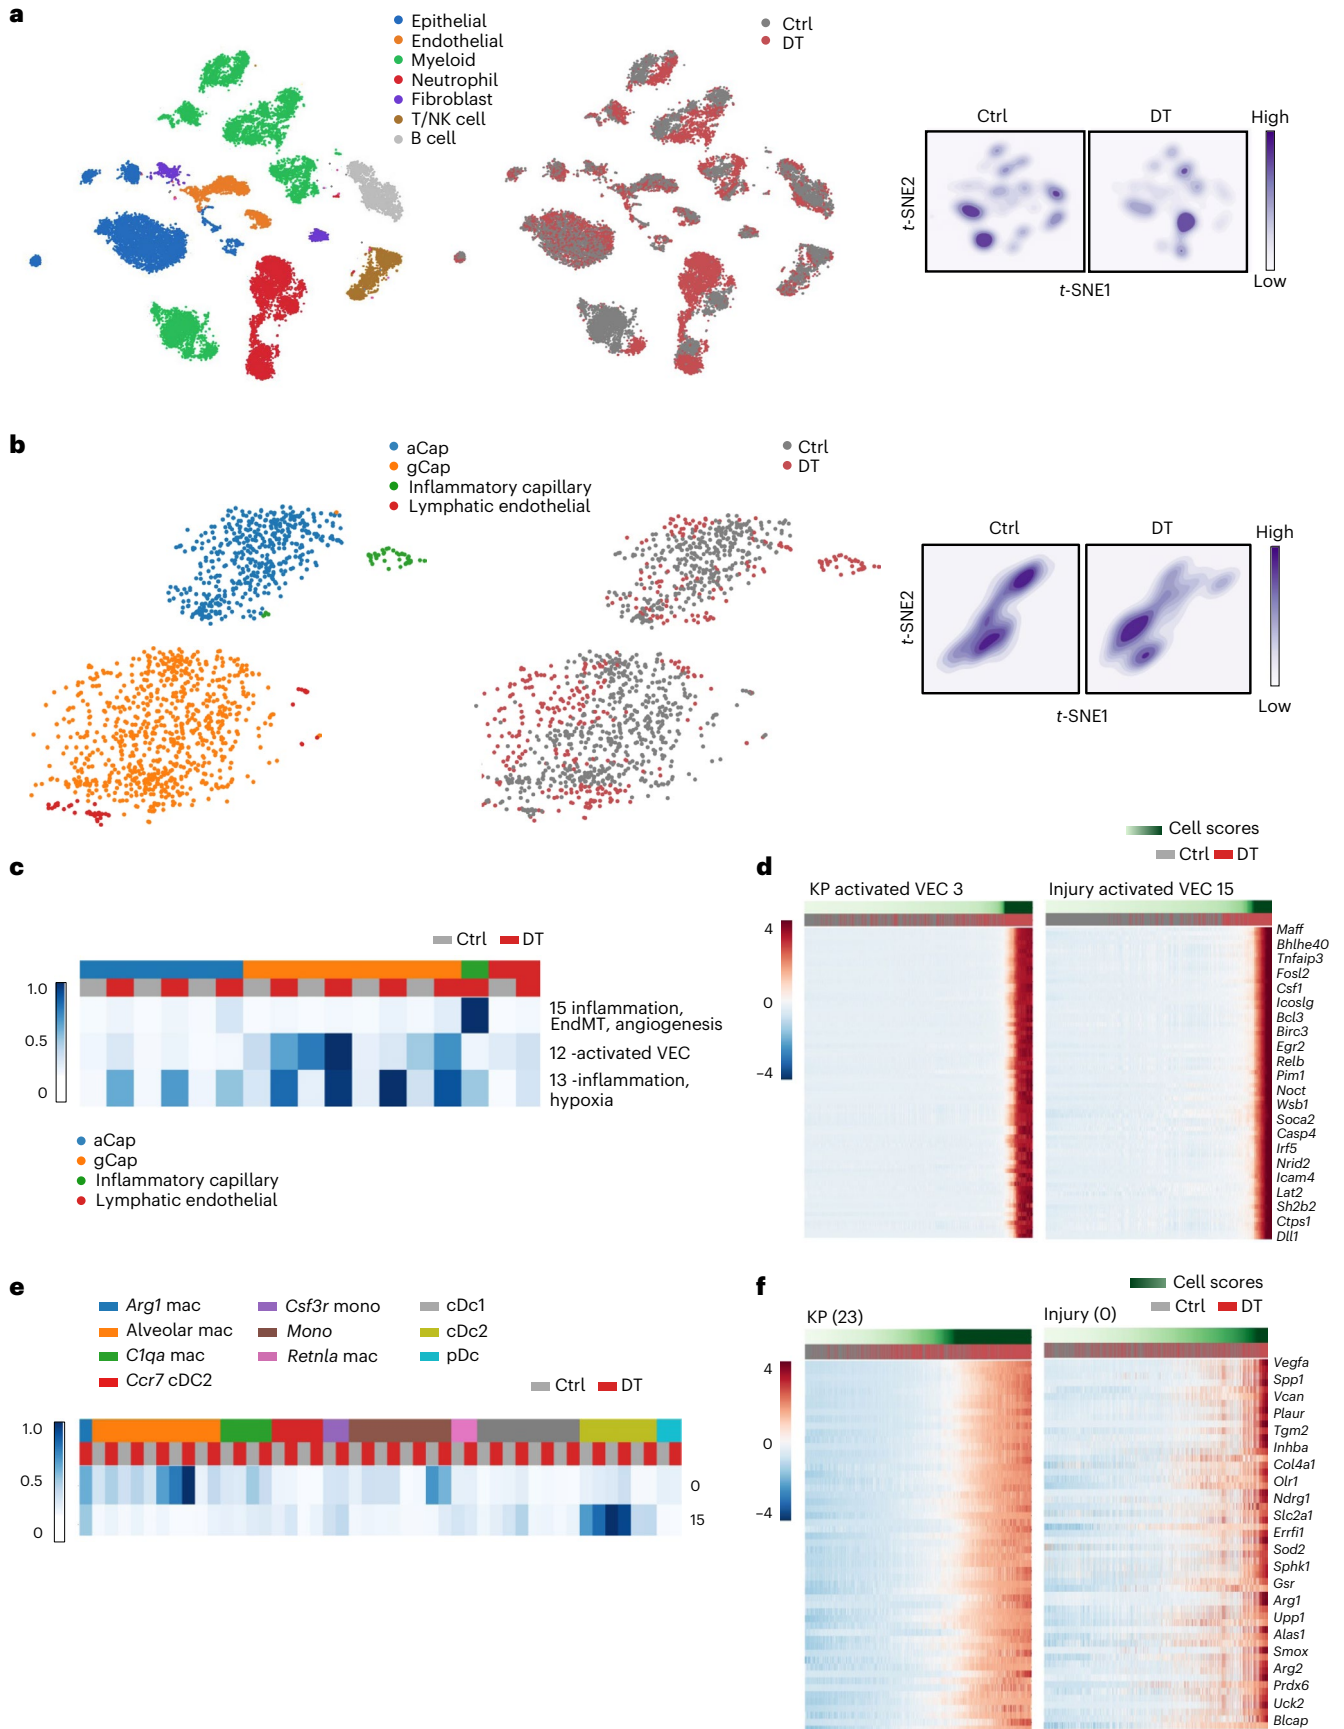 a
Epithelial
Endothelial
Myeloid
Neutrophil
Fibroblast
T/NK cell
B cell
Ctrl
DT
Ctrl
DT
High
Low
t-SNE2
t-SNE1
b
aCap
gCap
Inflammatory capillary
Lymphatic endothelial
Ctrl
DT
Ctrl
DT
High
Low
t-SNE2
t-SNE1
c
Ctrl
DT
1.0
0.5
0
15 inflammation,
EndMT, angiogenesis
12 -activated VEC
13 -inflammation,
hypoxia
aCap
gCap
Inflammatory capillary
Lymphatic endothelial
d
Cell scores
Ctrl
DT
KP activated VEC 3
Injury activated VEC 15
4
0
−4
Maff
Bhlhe40
Tnfaip3
Fosl2
Csf1
Icoslg
Bcl3
Birc3
Egr2
Relb
Pim1
Noct
Wsb1
Soca2
Casp4
Irf5
Nrid2
Icam4
Lat2
Sh2b2
Ctps1
Dll1
e
Arg1 mac
Alveolar mac
C1qa mac
Ccr7 cDC2
Csf3r mono
Mono
Retnla mac
cDc1
cDc2
pDc
Ctrl
DT
1.0
0.5
0
0
15
f
Cell scores
Ctrl
DT
KP (23)
Injury (0)
4
0
−4
Vegfa
Spp1
Vcan
Plaur
Tgm2
Inhba
Col4a1
Olr1
Ndrg1
Slc2a1
Errfi1
Sod2
Sphk1
Gsr
Arg1
Upp1
Alas1
Smox
Arg2
Prdx6
Uck2
Blcap